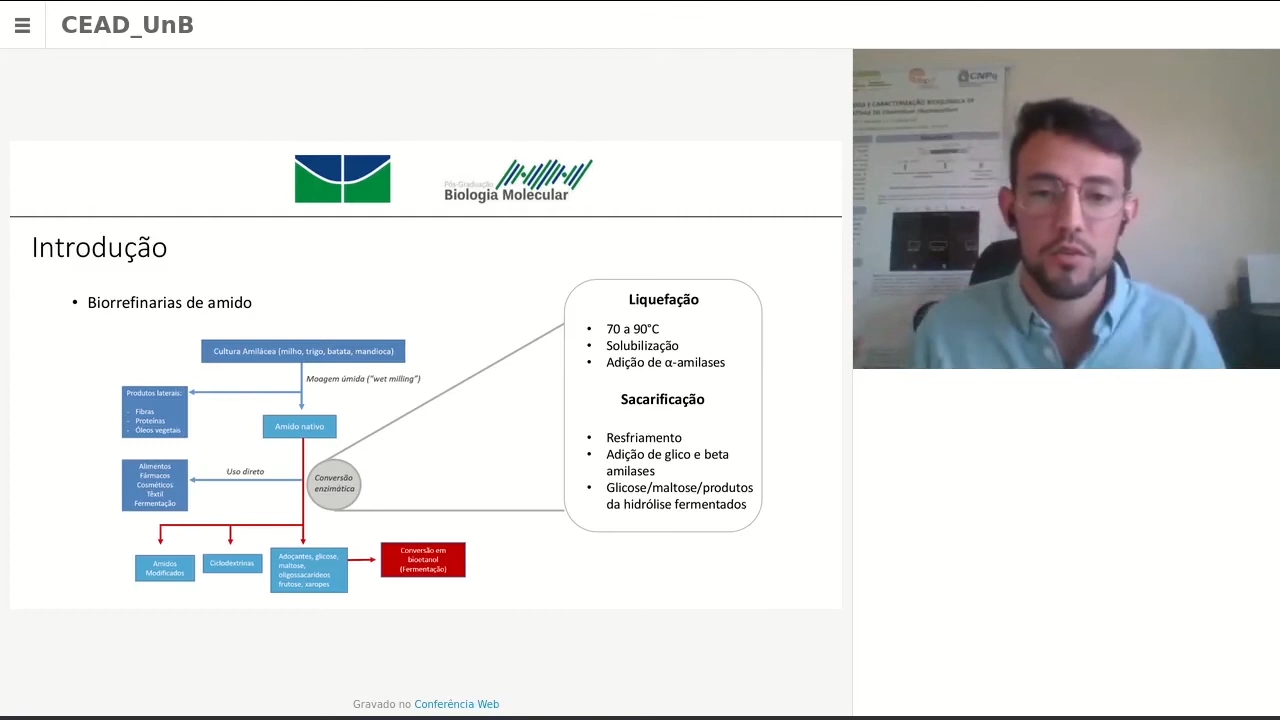 CEAD_UnB
Pós-Graduação
Biologia Molecular
Introdução
• Biorrefinarias de amido
Cultura Amilácea (milho, trigo, batata, mandioca)
Moagem úmida ("wet milling")
Produtos laterais:
- Fibras
- Proteínas
- Óleos vegetais
Amido nativo
Alimentos
Fármacos
Cosméticos
Têxtil
Fermentação
Uso direto
Conversão
enzimática
Amidos
Modificados
Ciclodextrinas
Adoçantes, glicose,
maltose,
oligossacarídeos
frutose, xaropes
Conversão em
bioetanol
(Fermentação)
Liquefação
• 70 a 90°C
• Solubilização
• Adição de α-amilases
Sacarificação
• Resfriamento
• Adição de glico e beta
amilases
• Glicose/maltose/produtos
da hidrólise fermentados
CNPq
Gravado no Conferência Web